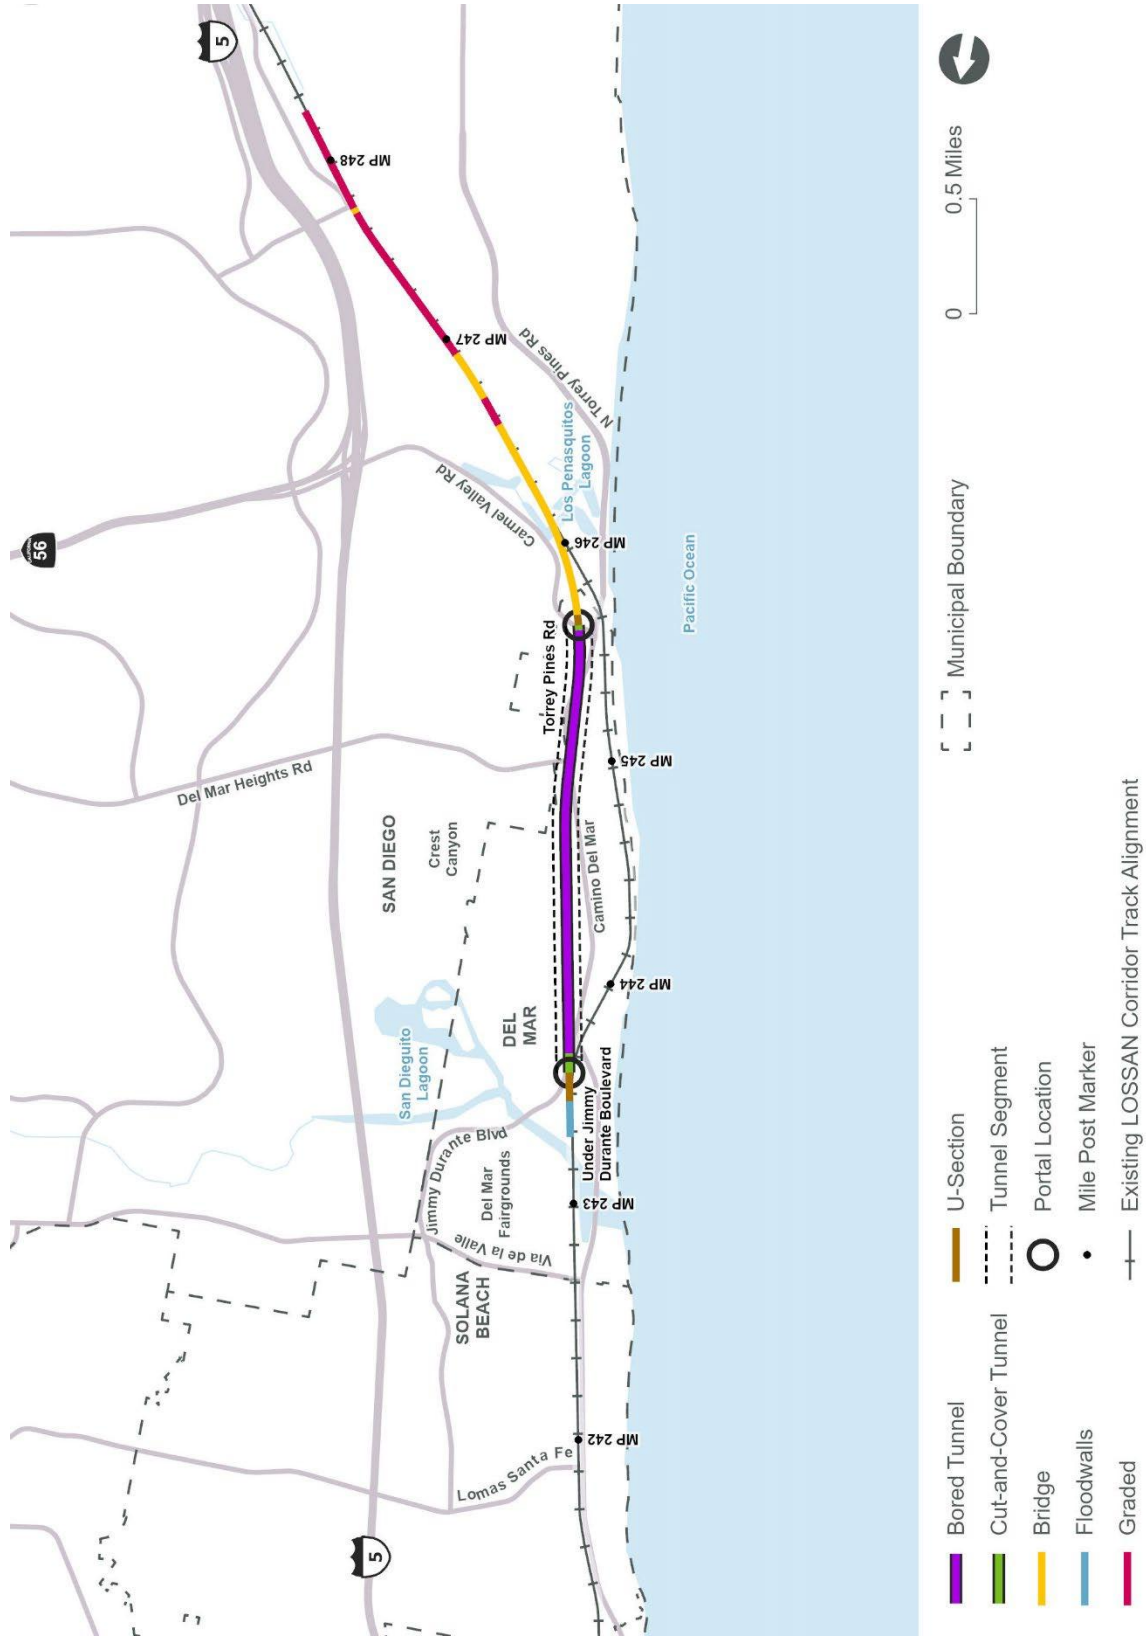 5
CALIFORNIA
56
MP 248
MP 247
N Torrey Pines Rd
Los Penasquitos
Lagoon
Carmel Valley Rd
MP 246
Torrey Pines Rd
Pacific Ocean
MP 245
Del Mar Heights Rd
SAN DIEGO
Crest
Canyon
Camino Del Mar
MP 244
DEL
MAR
San Dieguito
Lagoon
Under Jimmy
Durante Boulevard
Jimmy Durante Blvd
Del Mar
Fairgrounds
Via de la Valle
MP 243
SOLANA
BEACH
MP 242
Lomas Santa Fe
5
Bored Tunnel
Cut-and-Cover Tunnel
Bridge
Floodwalls
Graded
U-Section
Tunnel Segment
Portal Location
Mile Post Marker
Existing LOSSAN Corridor Track Alignment
Municipal Boundary
0 0.5 Miles